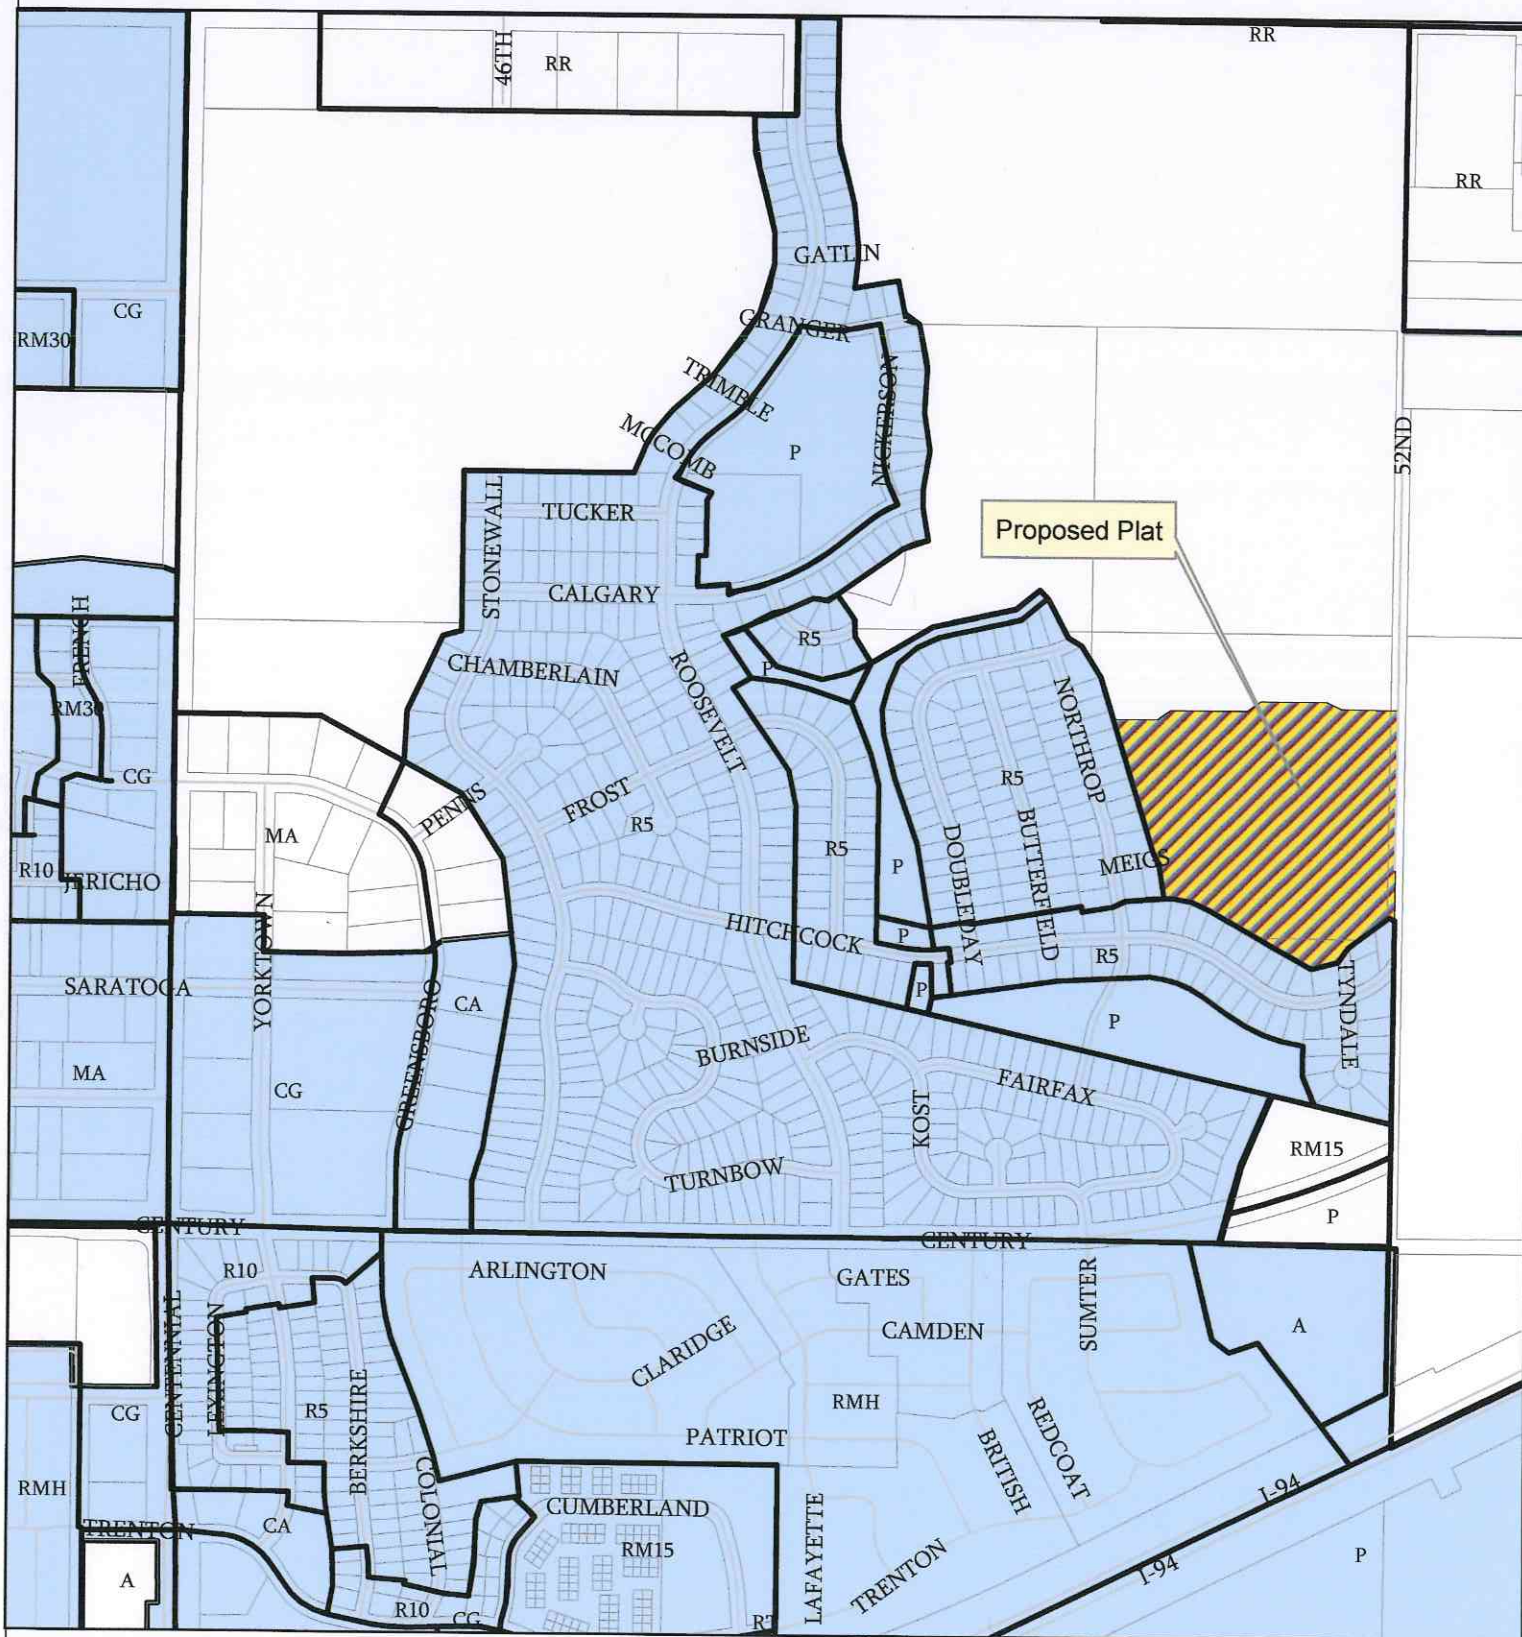 RR
46TH
RR
RR
GATLIN
CG
RM30
GRANGER
TRIMBLE
NICKERSON
MCCOMB
P
52ND
STONEWALL
TUCKER
Proposed Plat
CALGARY
FRENCH
R5
CHAMBERLAIN
P
ROOSEVELT
NORTHROP
RM30
CG
R5
PENNS
FROST
R5
MA
R5
DOUBLEDAY
BUTTERFIELD
MEIGS
P
R10
JERICHO
YORKTOWN
HITCHCOCK
P
R5
SARATOGA
GREENSBORO
CA
P
TYNDALE
P
BURNSIDE
MA
CG
FAIRFAX
KOST
RM15
TURNBOW
P
CENTURY
CENTURY
R10
ARLINGTON
GATES
SUMTER
CENTENNIAL
LEXINGTON
CLARIDGE
CAMDEN
A
BERKSHIRE
RMH
CG
R5
REDCOAT
PATRIOT
BRITISH
COLONIAL
RMH
I-94
CUMBERLAND
LAFAYETTE
TRENTON
CA
RM15
TRENTON
P
I-94
A
R10
CG
RT